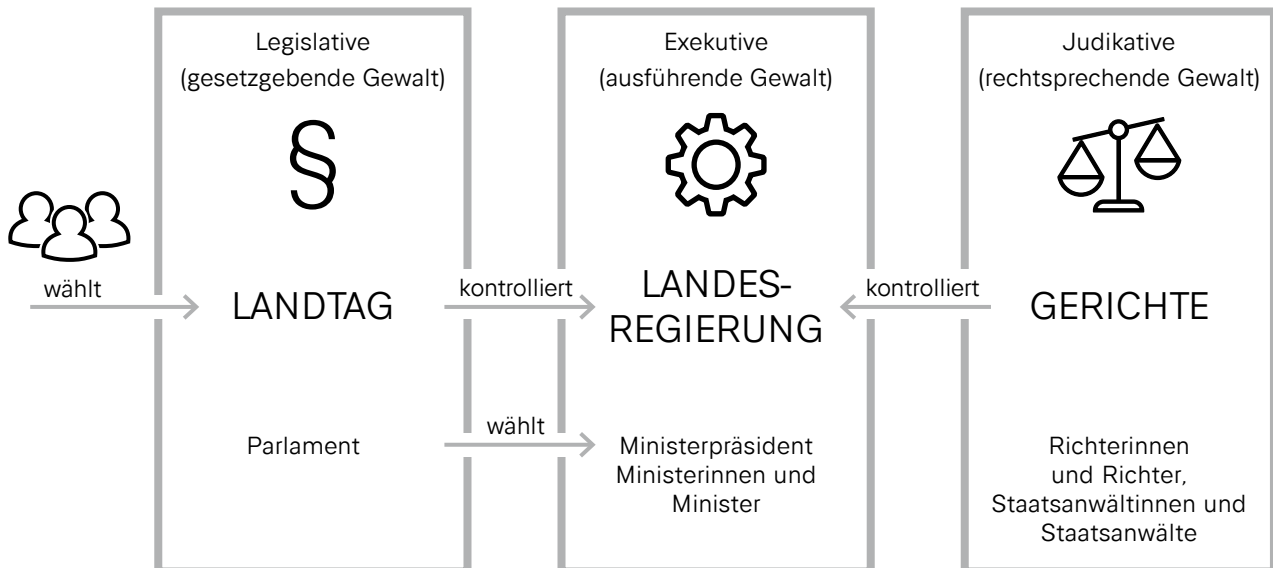 Legislative
(gesetzgebende Gewalt)
§
wählt
LANDTAG
Parlament
kontrolliert
wählt
Exekutive
(ausführende Gewalt)
LANDES-
REGIERUNG
Ministerpräsident
Ministerinnen und
Minister
kontrolliert
Judikative
(rechtsprechende Gewalt)
GERICHTE
Richterinnen
und Richter,
Staatsanwältinnen und
Staatsanwälte